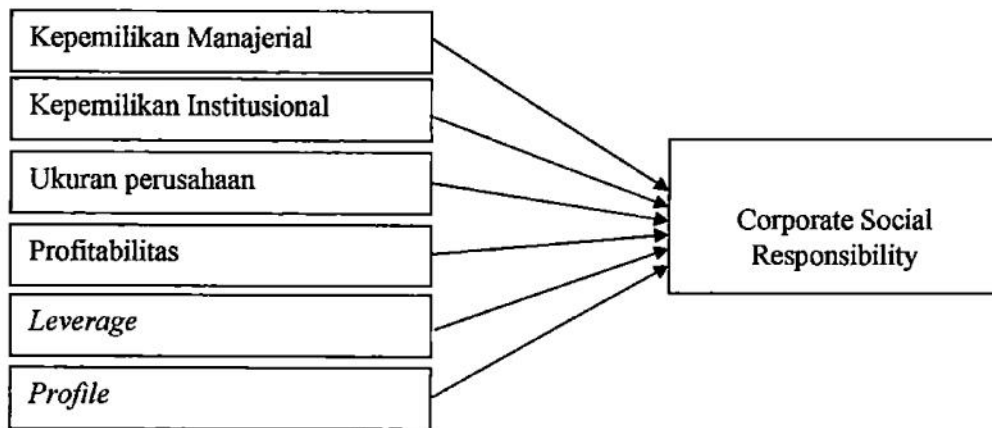 Kepemilikan Manajerial
Kepemilikan Institusional
Ukuran perusahaan
Profitabilitas
Leverage
Profile
Corporate Social
Responsibility